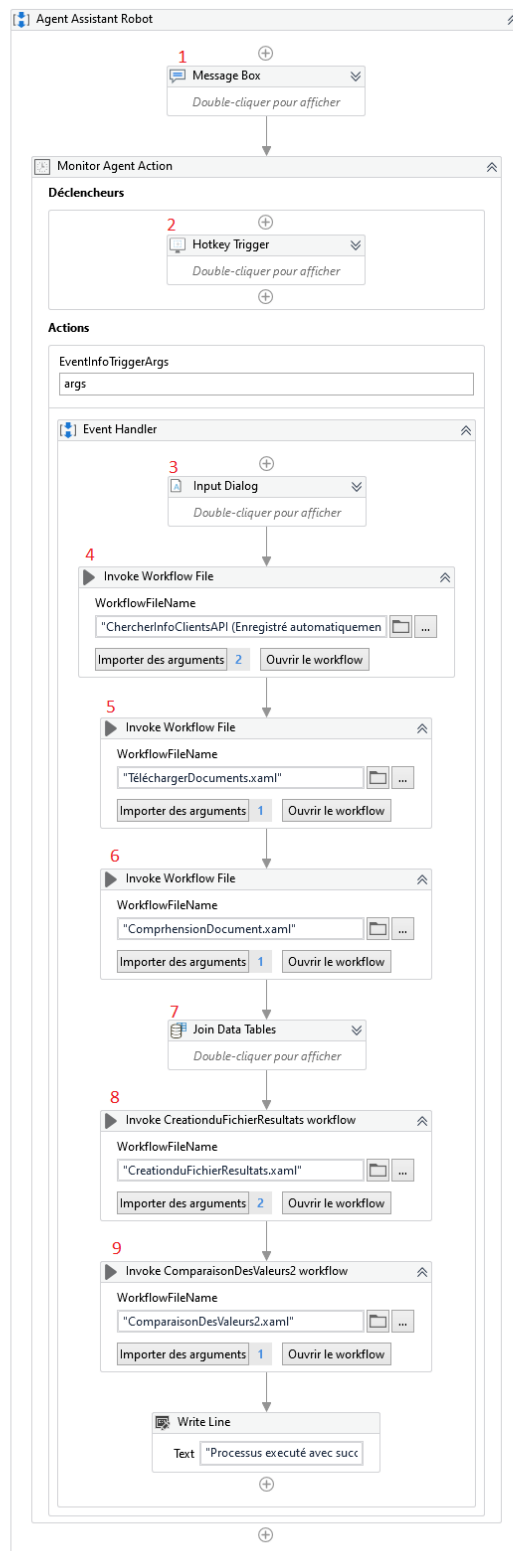 Agent Assistant Robot
1
Message Box
Double-cliquer pour afficher
Monitor Agent Action
Déclencheurs
2
Hotkey Trigger
Double-cliquer pour afficher
Actions
EventInfoTriggerArgs
args
Event Handler
3
Input Dialog
Double-cliquer pour afficher
4
Invoke Workflow File
WorkflowFileName
"ChercherInfoClientsAPI (Enregistré automatiquemen
...
Importer des arguments 2 Ouvrir le workflow
5
Invoke Workflow File
WorkflowFileName
"TéléchargerDocuments.xaml"
...
Importer des arguments 1 Ouvrir le workflow
6
Invoke Workflow File
WorkflowFileName
"ComprhensionDocument.xaml"
...
Importer des arguments 1 Ouvrir le workflow
7
Join Data Tables
Double-cliquer pour afficher
8
Invoke CreationduFichierResultats workflow
WorkflowFileName
"CreationduFichierResultats.xaml"
...
Importer des arguments 2 Ouvrir le workflow
9
Invoke ComparaisonDesValeurs2 workflow
WorkflowFileName
"ComparaisonDesValeurs2.xaml"
...
Importer des arguments 1 Ouvrir le workflow
Write Line
Text "Processus executé avec succ